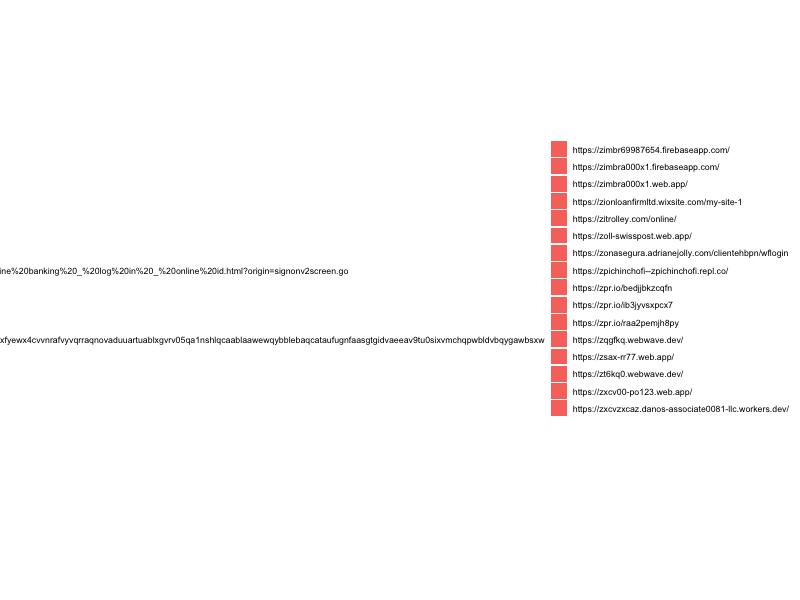 https://zimbr69987654.firebaseapp.com/
https://zimbra000x1.firebaseapp.com/
https://zimbra000x1.web.app/
https://zionloanfirmltd.wixsite.com/my-site-1
https://zitrolley.com/online/
https://zoll-swisspost.web.app/
https://zonasegura.adrianejolly.com/clientehbpn/wflogin
ine%20banking%20_%20log%20in%20_%20online%20id.html?origin=signonv2screen.go
https://zpichinchofi--zpichinchofi.repl.co/
https://zpr.io/bedjjbkzcqfn
https://zpr.io/ib3jyvsxpcx7
https://zpr.io/raa2pemjh8py
xfyewx4cvvnrafvyvqrraqnovaduuartuablxgvrv05qa1nshlqcaablaawewqybblebaqcataufugnfaasgtgidvaeeav9tu0sixvmchqpwbldvbqygawbsxw
https://zqgfkq.webwave.dev/
https://zsax-rr77.web.app/
https://zt6kq0.webwave.dev/
https://zxcv00-po123.web.app/
https://zxcvzxcaz.danos-associate0081-llc.workers.dev/